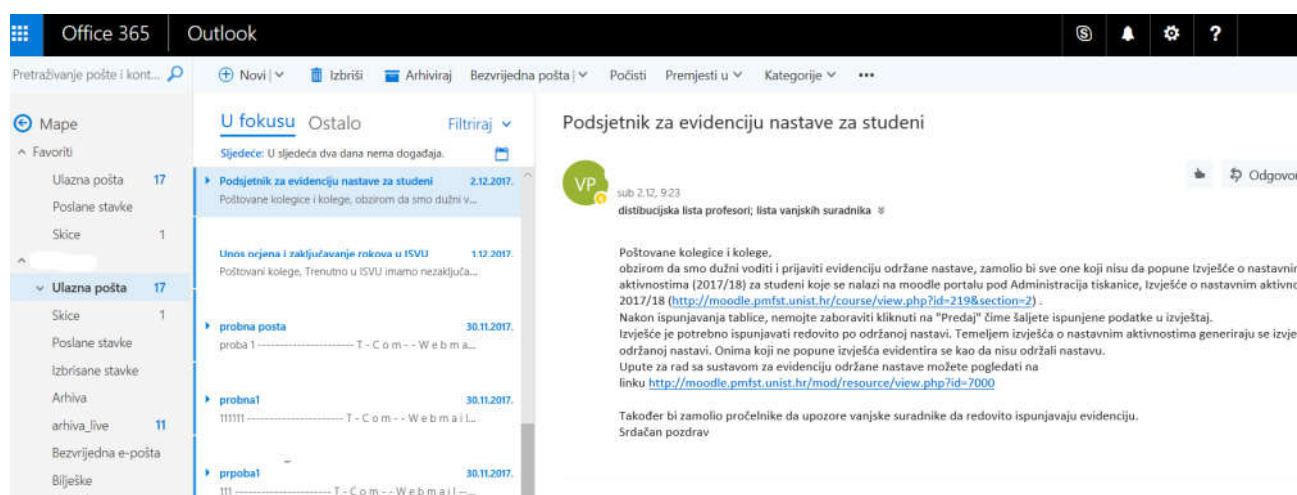 Office 365
Outlook
Pretraživanje pošte i kont...
Novi
Izbriši
Arhiviraj
Bezvrijedna pošta
Počisti
Premjesti u
Kategorije
•••
Mape
Favoriti
Ulazna pošta 17
Poslane stavke
Skice 1
Ulazna pošta 17
Skice 1
Poslane stavke
Izbrisane stavke
Arhiva
arhiva_live 11
Bezvrijedna e-pošta
Bilješke
U fokusu Ostalo Filtriraj
Sljedeće: U sljedeća dva dana nema događaja.
Podsjetnik za evidenciju nastave za studeni 2.12.2017.
Poštovane kolegice i kolege, obzirom da smo dužni v...
Unos ocjena i zaključavanje rokova u ISVU 1.12.2017.
Poštovani kolege, Trenutno u ISVU imamo nezaključa...
probna posta 30.11.2017.
proba 1 ---------------------- T - C o m - - W e b m a...
probna1 30.11.2017.
111111 ---------------------- T - C o m - - W e b m a i l...
prpoba1 30.11.2017.
111 ---------------------- T - C o m - - W e b m a i l --...
Podsjetnik za evidenciju nastave za studeni
VP
Odgovor
sub 2.12, 9:23
distibucijska lista profesori; lista vanjskih suradnika
Poštovane kolegice i kolege,
obzirom da smo dužni voditi i prijaviti evidenciju održane nastave, zamolio bi sve one koji nisu da popune Izvješće o nastavnim
aktivnostima (2017/18) za studeni koje se nalazi na moodle portalu pod Administracija tiskanice, Izvješće o nastavnim aktivno
2017/18 (http://moodle.pmfst.unist.hr/course/view.php?id=219&section=2) .
Nakon ispunjavanja tablice, nemojte zaboraviti kliknuti na "Predaj" čime šaljete ispunjene podatke u izvještaj.
Izvješće je potrebno ispunjavati redovito po održanoj nastavi. Temeljem izvješća o nastavnim aktivnostima generiraju se izvje
održanoj nastavi. Onima koji ne popune izvješća evidentira se kao da nisu održali nastavu.
Upute za rad sa sustavom za evidenciju održane nastave možete pogledati na
linku http://moodle.pmfst.unist.hr/mod/resource/view.php?id=7000
Također bi zamolio pročelnike da upozore vanjske suradnike da redovito ispunjavaju evidenciju.
Srdačan pozdrav